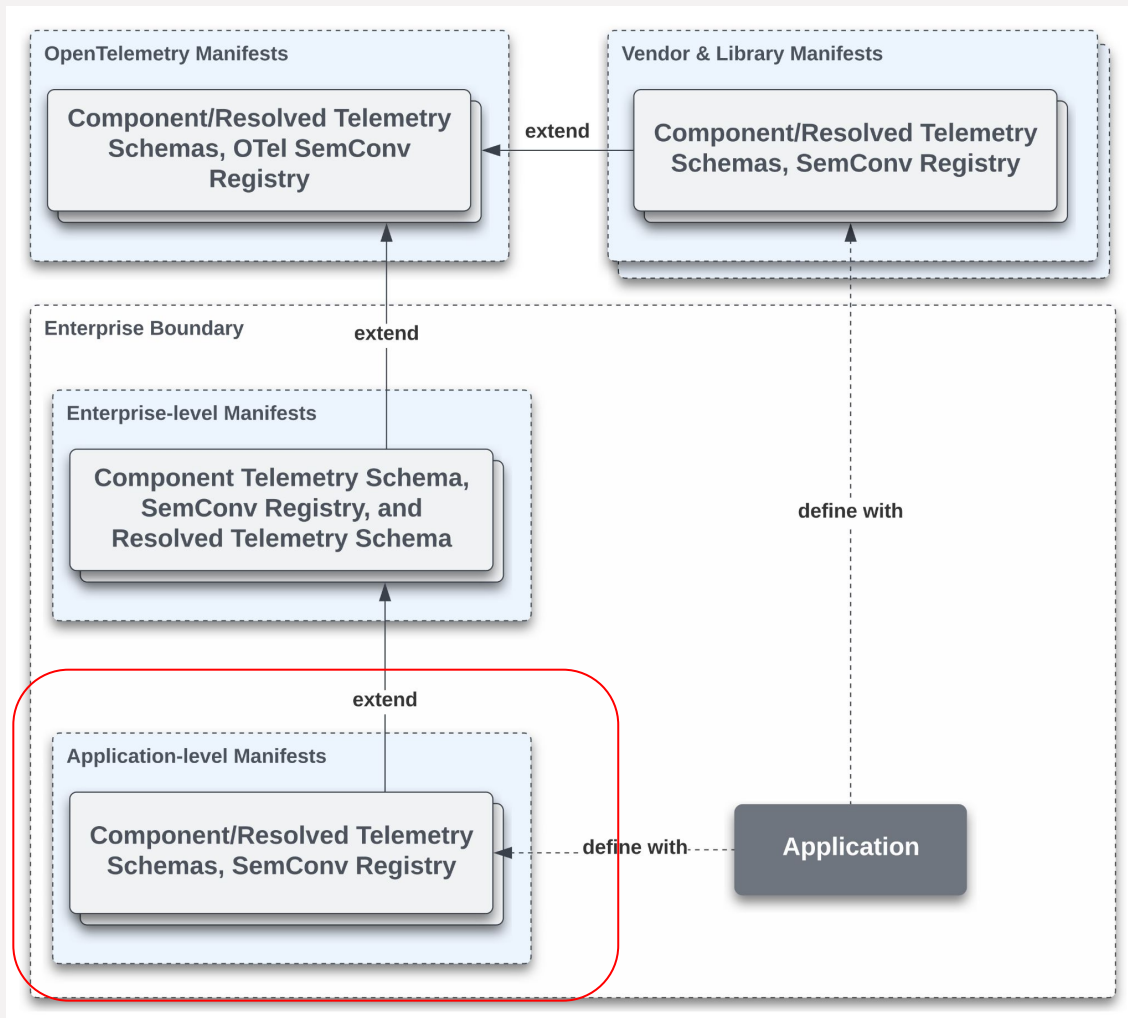 OpenTelemetry Manifests
Component/Resolved Telemetry
Schemas, OTel SemConv
Registry
extend
Vendor & Library Manifests
Component/Resolved Telemetry
Schemas, SemConv Registry
Enterprise Boundary
extend
Enterprise-level Manifests
Component Telemetry Schema,
SemConv Registry, and
Resolved Telemetry Schema
define with
extend
Application-level Manifests
Component/Resolved Telemetry
Schemas, SemConv Registry
define with
Application